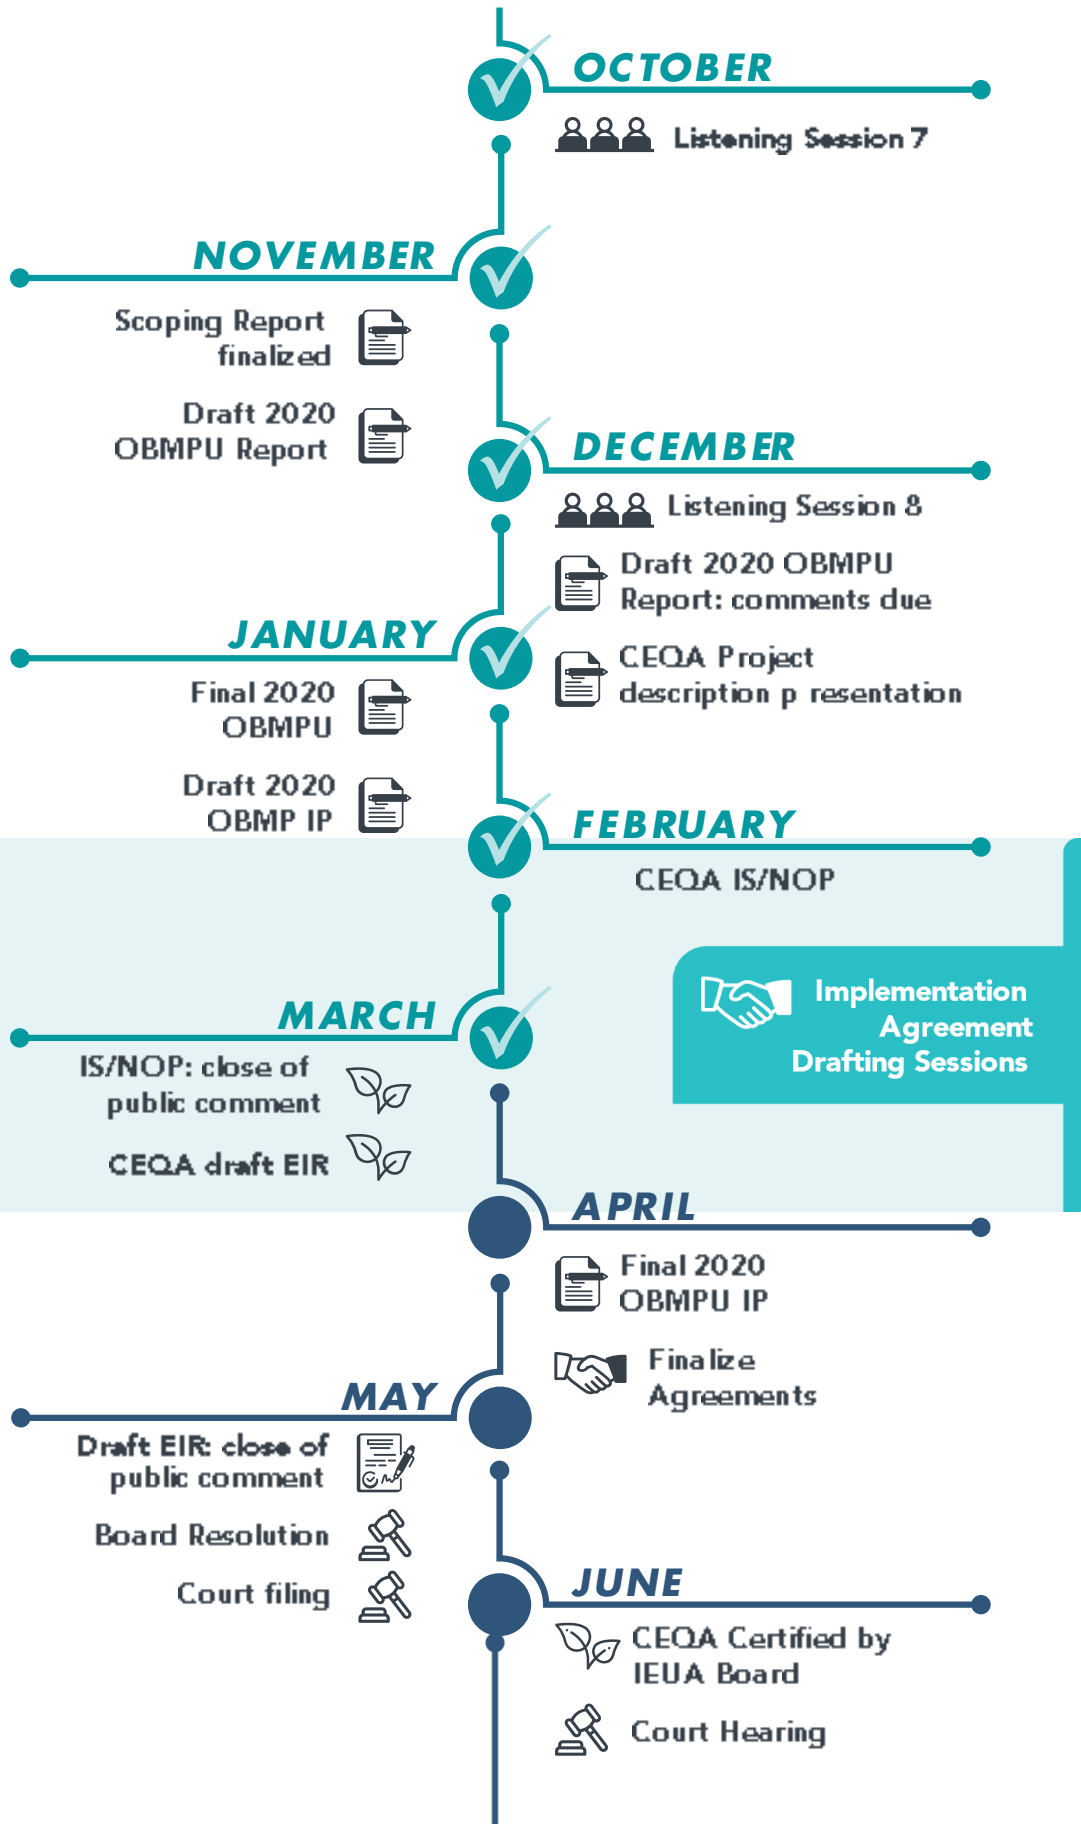 OCTOBER
Listening Session 7
NOVEMBER
Scoping Report
finalized
Draft 2020
OBMPU Report
DECEMBER
Listening Session 8
Draft 2020 OBMPU
Report: comments due
CEQA Project
description p resentation
JANUARY
Final 2020
OBMPU
Draft 2020
OBMP IP
FEBRUARY
CEQA IS/NOP
Implementation
Agreement
Drafting Sessions
MARCH
IS/NOP: close of
public comment
CEQA draft EIR
APRIL
Final 2020
OBMPU IP
Finalize
Agreements
MAY
Draft EIR: close of
public comment
Board Resolution
Court filing
JUNE
CEQA Certified by
IEUA Board
Court Hearing